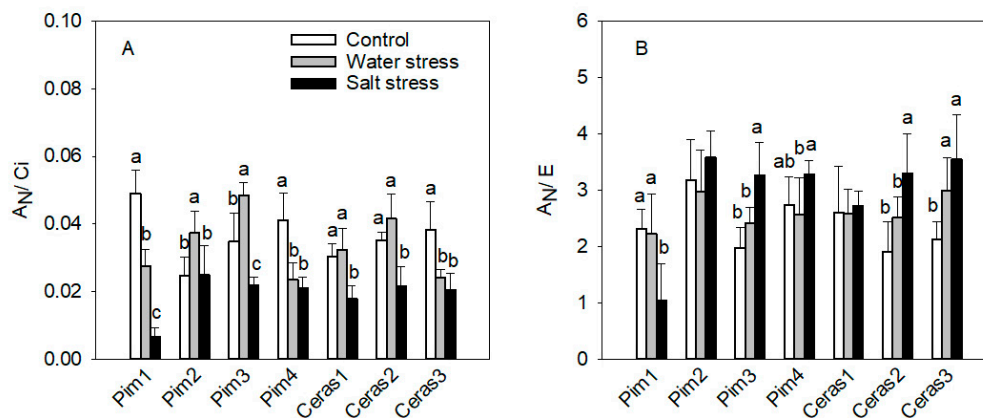 A
Control
Water stress
Salt stress
0.10
0.08
0.06
0.04
0.02
0.00
A_N/ Ci
a b c
b a b
b a c
a b b
a a b
a a b
a b b
Pim1
Pim2
Pim3
Pim4
Ceras1
Ceras2
Ceras3
B
6
5
4
3
2
1
0
A_N/ E
a a b
b b a
ab b a
b b a
b a a
Pim1
Pim2
Pim3
Pim4
Ceras1
Ceras2
Ceras3